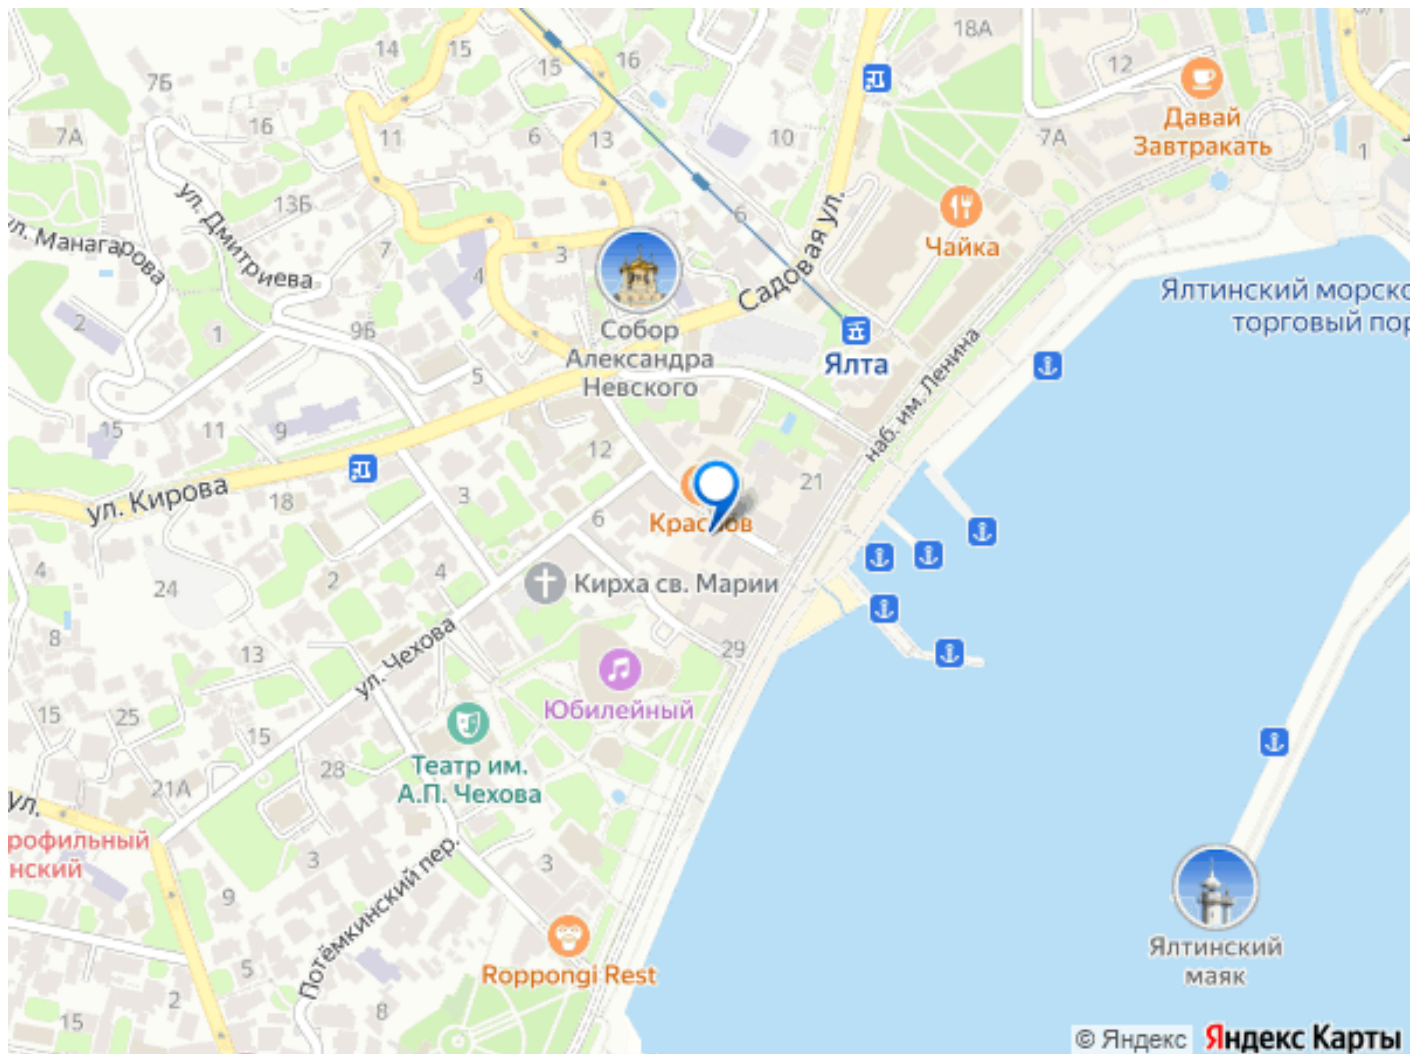 18А
14
15
15
16
7Б
12
Давай
Завтракать
7А
16
11
6
13
10
7А
1
ул. Дмитриева
13Б
6
Садовая ул.
Чайка
ул. Манагарова
7
3
4
Ялтинский морско
торговый пор
2
1
9Б
Собор
Александра
Невского
Ялта
наб. им. Ленина
5
15
11
9
12
21
ул. Кирова
18
3
6
Кирха св. Марии
4
24
2
4
8
13
ул. Чехова
29
Юбилейный
15
25
15
28
21А
Театр им.
А.П. Чехова
ул.
рофильный
нский
3
3
9
Потёмкинский пер.
Roppongi Rest
5
2
15
Ялтинский
маяк
© Яндекс
Яндекс Карты